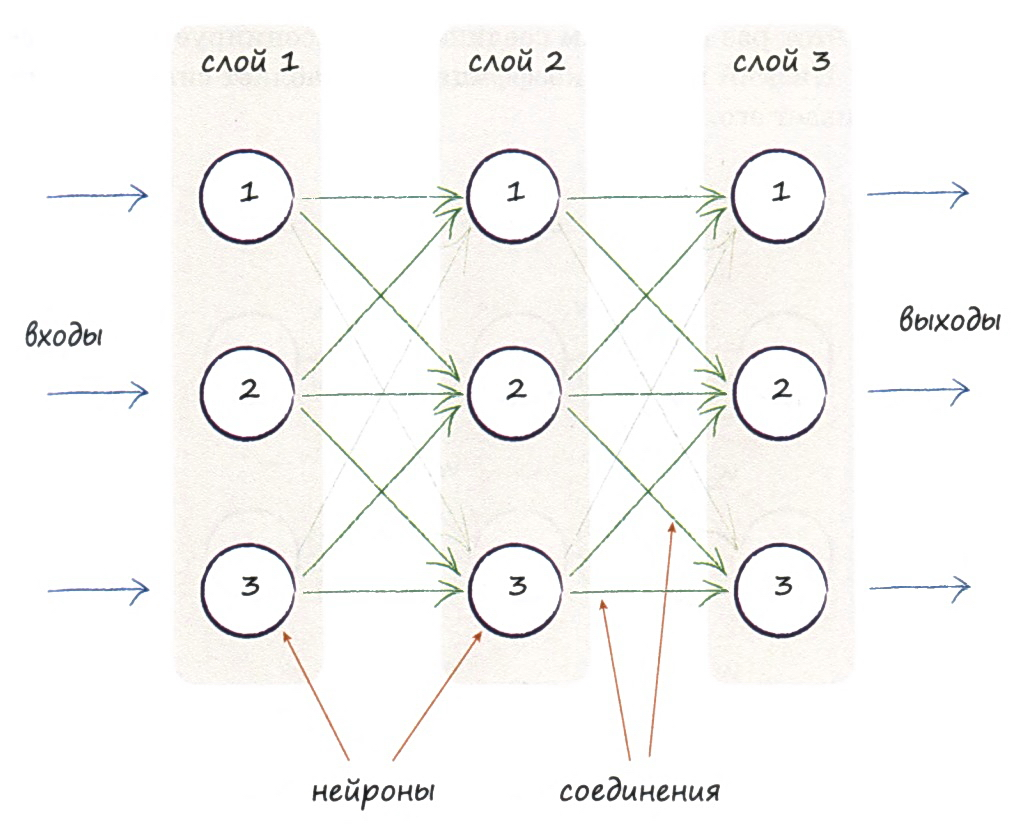 слой 1 слой 2 слой 3
1 1 1
входы выходы
2 2 2
3 3 3
нейроны соединения